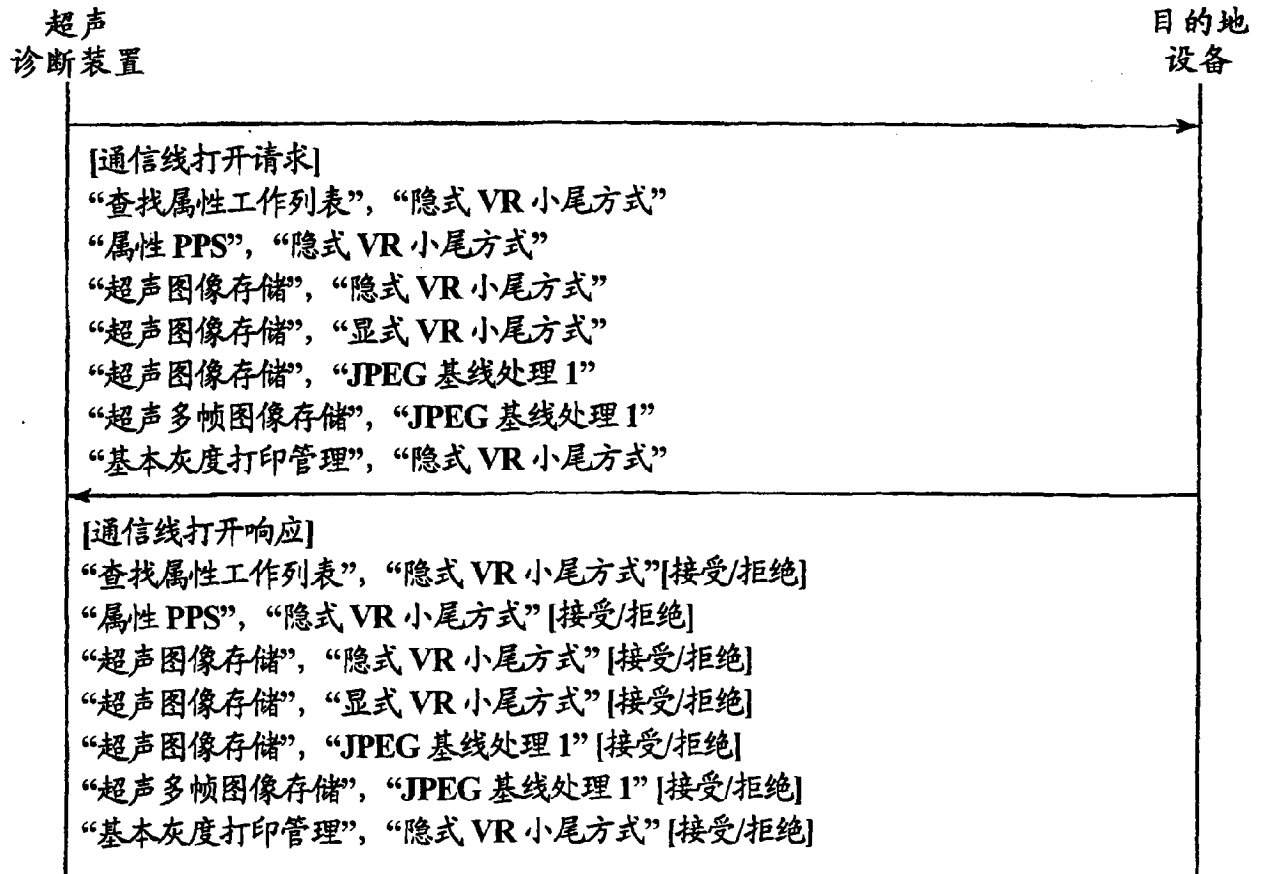 超声
诊断装置
目的地
设备
[通信线打开请求]
“查找属性工作列表”，“隐式 VR 小尾方式”
“属性 PPS”，“隐式 VR 小尾方式”
“超声图像存储”，“隐式 VR 小尾方式”
“超声图像存储”，“显式 VR 小尾方式”
“超声图像存储”，“JPEG 基线处理 1”
“超声多帧图像存储”，“JPEG 基线处理 1”
“基本灰度打印管理”，“隐式 VR 小尾方式”
[通信线打开响应]
“查找属性工作列表”，“隐式 VR 小尾方式”[接受/拒绝]
“属性 PPS”，“隐式 VR 小尾方式” [接受/拒绝]
“超声图像存储”，“隐式 VR 小尾方式” [接受/拒绝]
“超声图像存储”，“显式 VR 小尾方式” [接受/拒绝]
“超声图像存储”，“JPEG 基线处理 1” [接受/拒绝]
“超声多帧图像存储”，“JPEG 基线处理 1” [接受/拒绝]
“基本灰度打印管理”，“隐式 VR 小尾方式” [接受/拒绝]